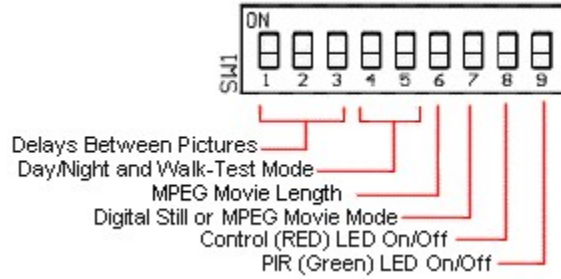 ON
SW1
1 2 3 4 5 6 7 8 9
Delays Between Pictures
Day/Night and Walk-Test Mode
MPEG Movie Length
Digital Still or MPEG Movie Mode
Control (RED) LED On/Off
PIR (Green) LED On/Off